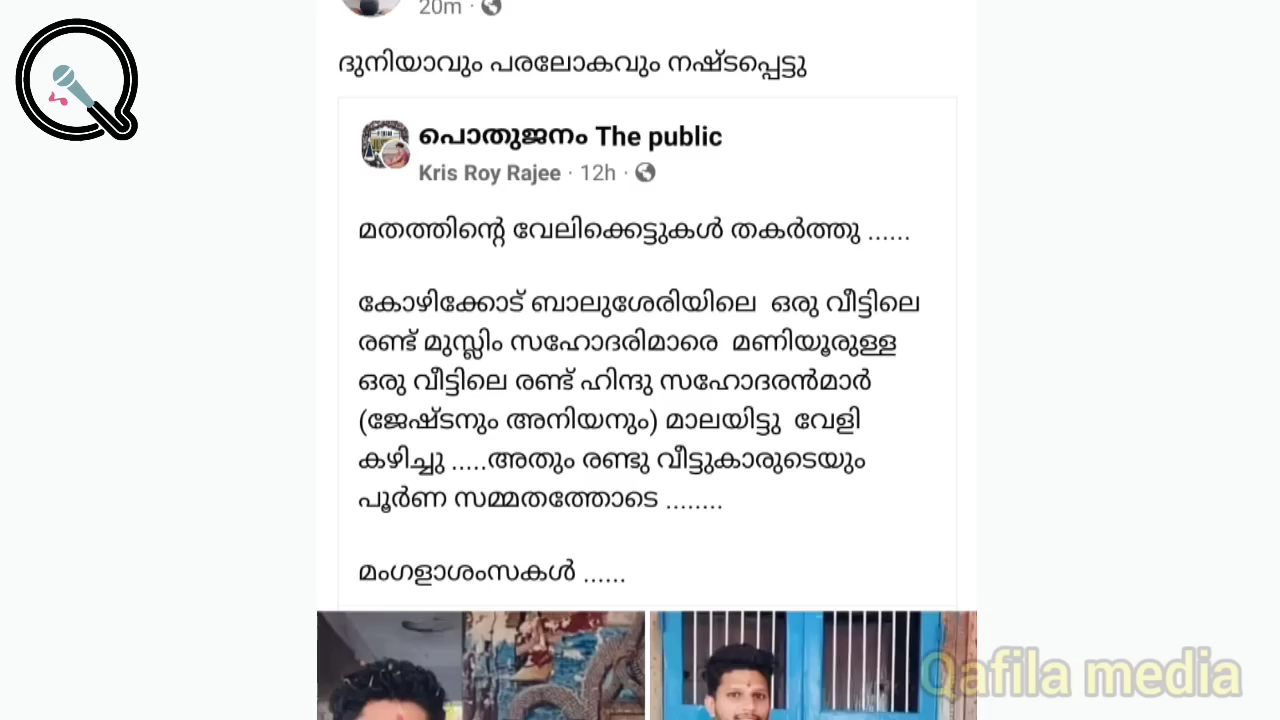 20m ·
ദുനിയാവും പരലോകവും നഷ്ടപ്പെട്ടു
പൊതുജനം The public
Kris Roy Rajee · 12h ·
മതത്തിന്റെ വേലിക്കെട്ടുകൾ തകർത്തു ......
കോഴിക്കോട് ബാലുശേരിയിലെ ഒരു വീട്ടിലെ
രണ്ട് മുസ്ലിം സഹോദരിമാരെ മണിയൂരുള്ള
ഒരു വീട്ടിലെ രണ്ട് ഹിന്ദു സഹോദരൻമാർ
(ജേഷ്ടനും അനിയനും) മാലയിട്ടു വേളി
കഴിച്ചു .....അതും രണ്ടു വീട്ടുകാരുടെയും
പൂർണ സമ്മതത്തോടെ ........
മംഗളാശംസകൾ ......
Qafila media